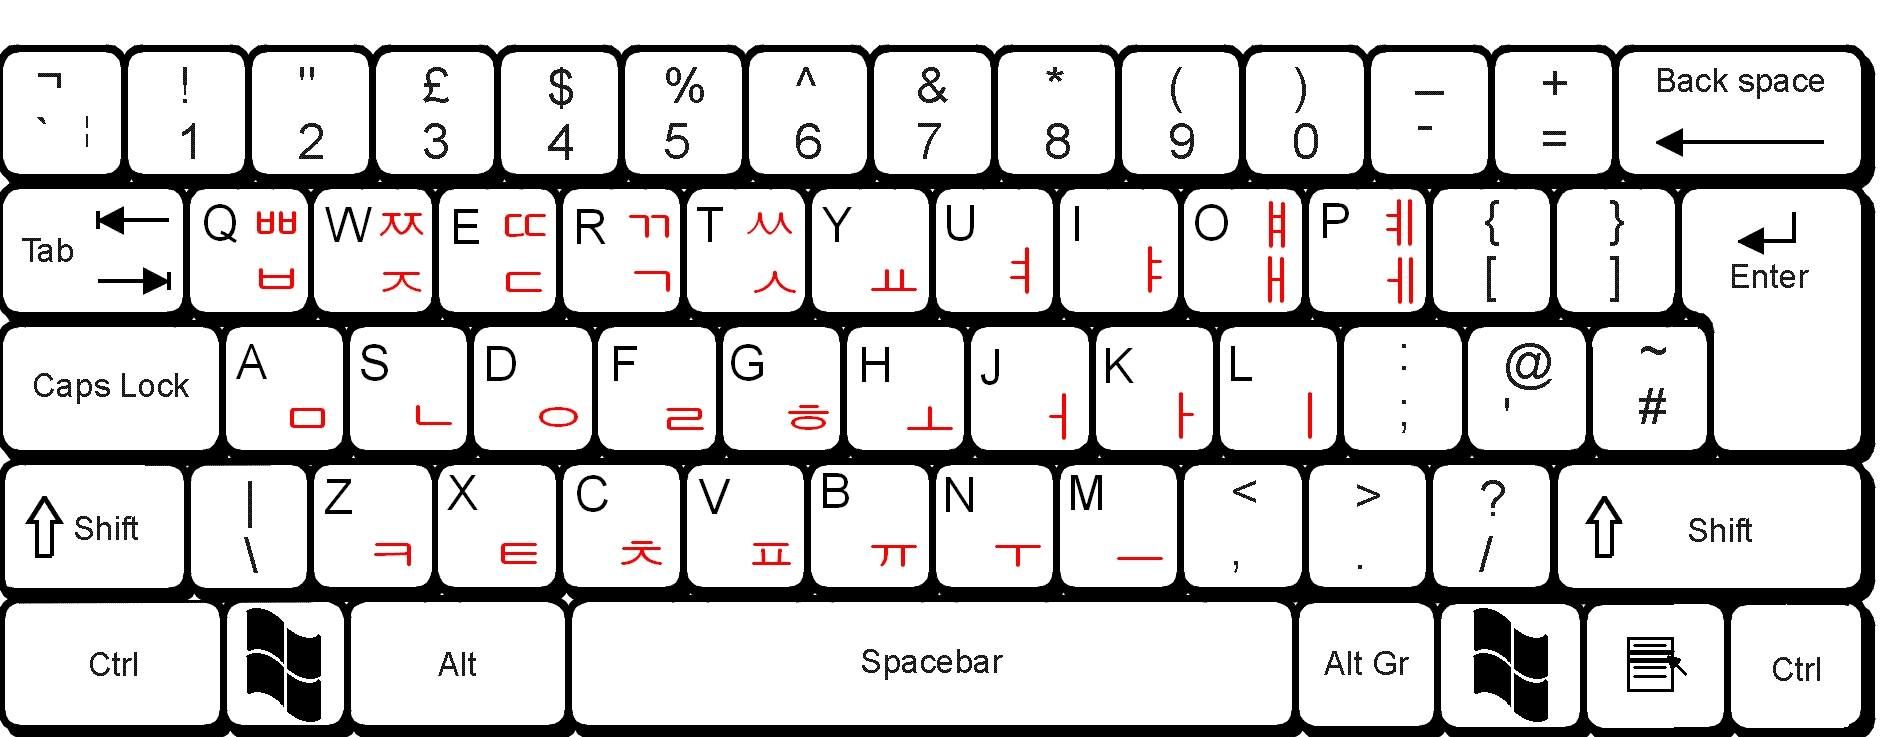 ¬ ! " £ $ % ^ & * ( ) _ + Back space
` ¦ 1 2 3 4 5 6 7 8 9 0 - =
Q ㅃ W ㅉ E ㄸ R ㄲ T ㅆ Y U I O ㅒ P ㅖ { }
Tab ㅂ ㅈ ㄷ ㄱ ㅅ ㅛ ㅕ ㅑ ㅐ ㅔ [ ] Enter
A S D F G H J K L : @ ~
Caps Lock ㅁ ㄴ ㅇ ㄹ ㅎ ㅗ ㅓ ㅏ ㅣ ; ' #
| Z X C V B N M < > ?
Shift \ ㅋ ㅌ ㅊ ㅍ ㅠ ㅜ ㅡ , . / Shift
Ctrl Alt Spacebar Alt Gr Ctrl